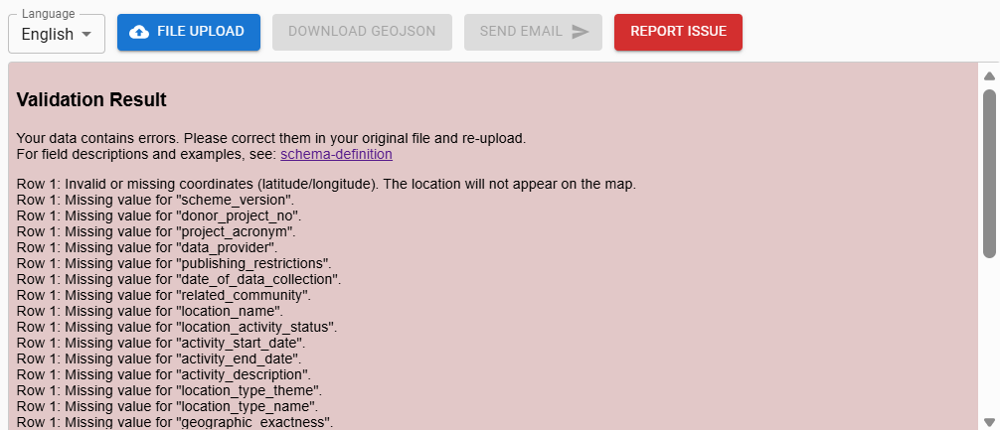 Language
English
FILE UPLOAD
DOWNLOAD GEOJSON
SEND EMAIL
REPORT ISSUE
Validation Result
Your data contains errors. Please correct them in your original file and re-upload.
For field descriptions and examples, see: schema-definition
Row 1: Invalid or missing coordinates (latitude/longitude). The location will not appear on the map.
Row 1: Missing value for "scheme_version".
Row 1: Missing value for "donor_project_no".
Row 1: Missing value for "project_acronym".
Row 1: Missing value for "data_provider".
Row 1: Missing value for "publishing_restrictions".
Row 1: Missing value for "date_of_data_collection".
Row 1: Missing value for "related_community".
Row 1: Missing value for "location_name".
Row 1: Missing value for "location_activity_status".
Row 1: Missing value for "activity_start_date".
Row 1: Missing value for "activity_end_date".
Row 1: Missing value for "activity_description".
Row 1: Missing value for "location_type_theme".
Row 1: Missing value for "location_type_name".
Row 1: Missing value for "geographic_exactness".